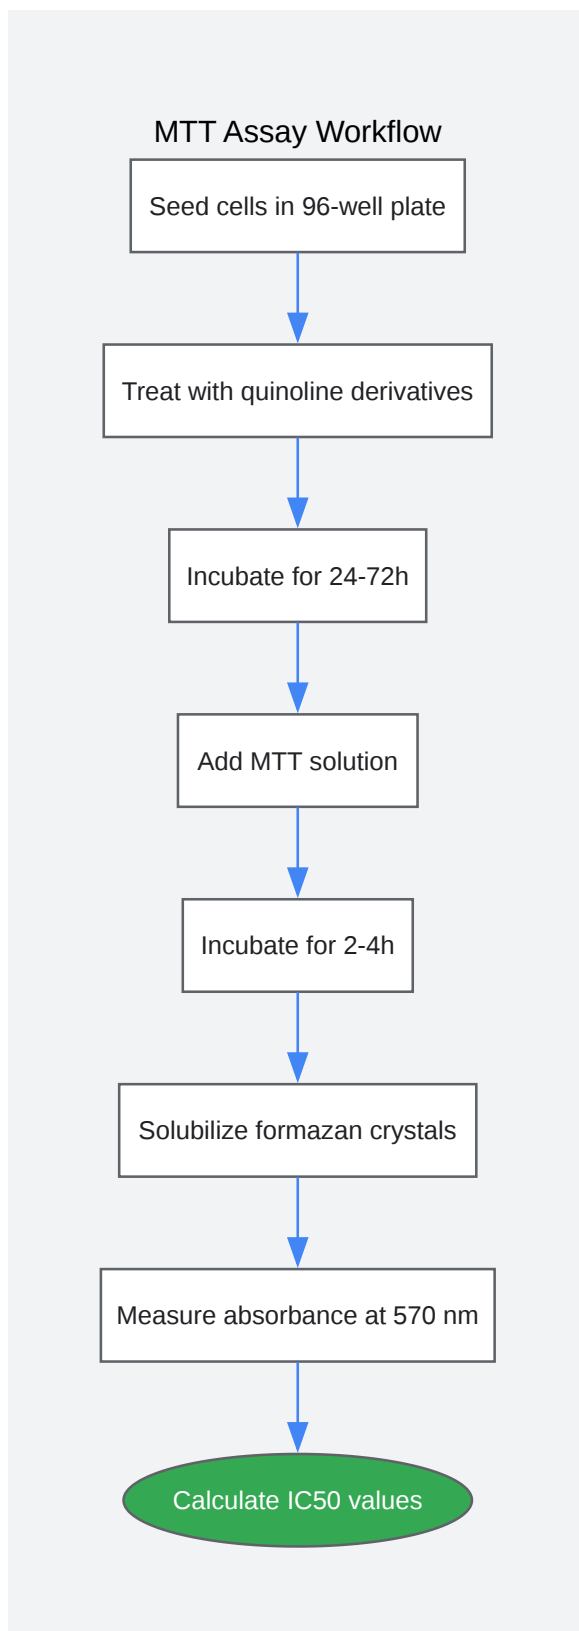 MTT Assay Workflow
Seed cells in 96-well plate
Treat with quinoline derivatives
Incubate for 24-72h
Add MTT solution
Incubate for 2-4h
Solubilize formazan crystals
Measure absorbance at 570 nm
Calculate IC50 values